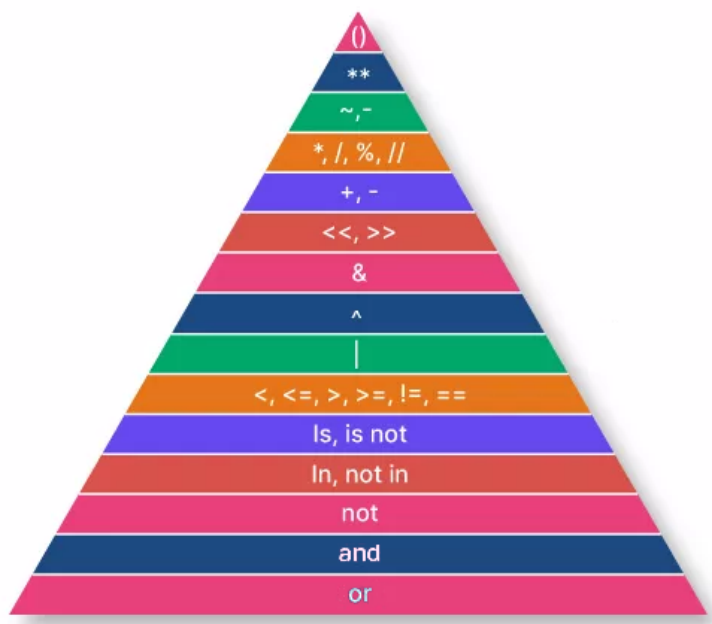 ()
**
~,-
*, /, %, //
+, -
<<, >>
&
^
|
<, <=, >, >=, !=, ==
Is, is not
In, not in
not
and
or